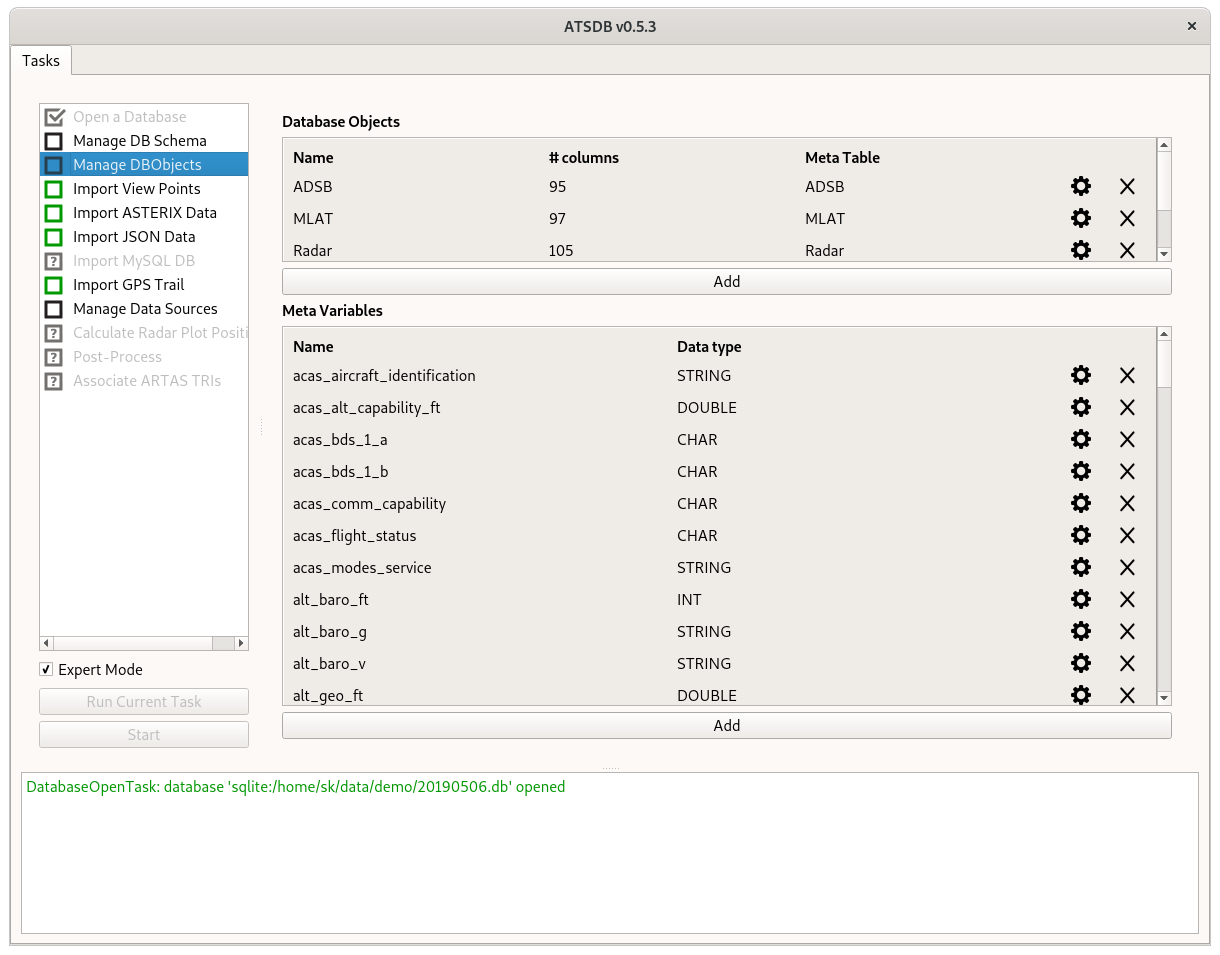 ATSDB v0.5.3
Tasks
Open a Database
Manage DB Schema
Manage DBObjects
Import View Points
Import ASTERIX Data
Import JSON Data
Import MySQL DB
Import GPS Trail
Manage Data Sources
Calculate Radar Plot Positi
Post-Process
Associate ARTAS TRIs
Expert Mode
Run Current Task
Start
Database Objects
Name # columns Meta Table
ADSB 95 ADSB
MLAT 97 MLAT
Radar 105 Radar
Add
Meta Variables
Name Data type
acas_aircraft_identification STRING
acas_alt_capability_ft DOUBLE
acas_bds_1_a CHAR
acas_bds_1_b CHAR
acas_comm_capability CHAR
acas_flight_status CHAR
acas_modes_service STRING
alt_baro_ft INT
alt_baro_g STRING
alt_baro_v STRING
alt_geo_ft DOUBLE
Add
DatabaseOpenTask: database 'sqlite:/home/sk/data/demo/20190506.db' opened